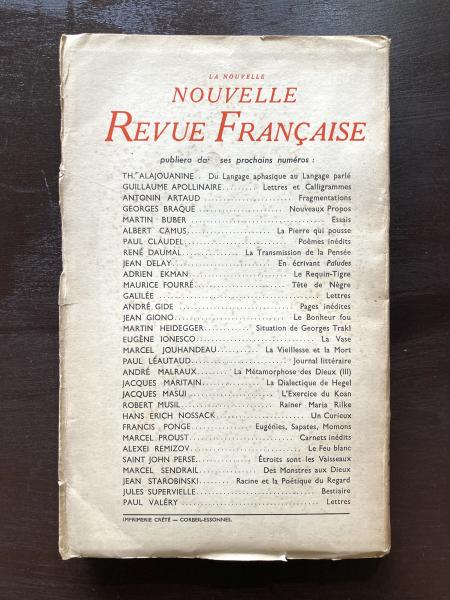 LA NOUVELLE
NOUVELLE
REVUE FRANÇAISE
publiera da ses prochains numéros :
TH. ALAJOUANINE .. Du Langage aphasique au Langage parlé
GUILLAUME APOLLINAIRE ........ Lettres et Calligrammes
ANTONIN ARTAUD ........ Fragmentations
GEORGES BRAQUE ........ Nouveaux Propos
MARTIN BUBER ........ Essais
ALBERT CAMUS ........ La Pierre qui pousse
PAUL CLAUDEL ........ Poèmes inédits
RENÉ DAUMAL ........ La Transmission de la Pensée
JEAN DELAY ........ En écrivant Paludes
ADRIEN EKMAN ........ Le Requin-Tigre
MAURICE FOURRÉ ........ Tête de Nègre
GALILÉE ........ Lettres
ANDRÉ GIDE ........ Pages inédites
JEAN GIONO ........ Le Bonheur fou
MARTIN HEIDEGGER ........ Situation de Georges Trakl
EUGÈNE IONESCO ........ La Vase
MARCEL JOUHANDEAU ........ La Vieillesse et la Mort
PAUL LÉAUTAUD ........ Journal littéraire
ANDRÉ MALRAUX ........ La Métamorphose des Dieux (III)
JACQUES MARITAIN ........ La Dialectique de Hegel
JACQUES MASUI ........ L'Exercice du Koan
ROBERT MUSIL ........ Rainer Maria Rilke
HANS ERICH NOSSACK ........ Un Curieux
FRANCIS PONGE ........ Eugénies, Sapates, Momons
MARCEL PROUST ........ Carnets inédits
ALEXEI REMIZOV ........ Le Feu blanc
SAINT JOHN PERSE ........ Étroits sont les Vaisseaux
MARCEL SENDRAIL ........ Des Monstres aux Dieux
JEAN STAROBINSKI ........ Racine et la Poétique du Regard
JULES SUPERVIELLE ........ Bestiaire
PAUL VALÉRY ........ Lettres
IMPRIMERIE CRÉTÉ — CORBEIL-ESSONNES.